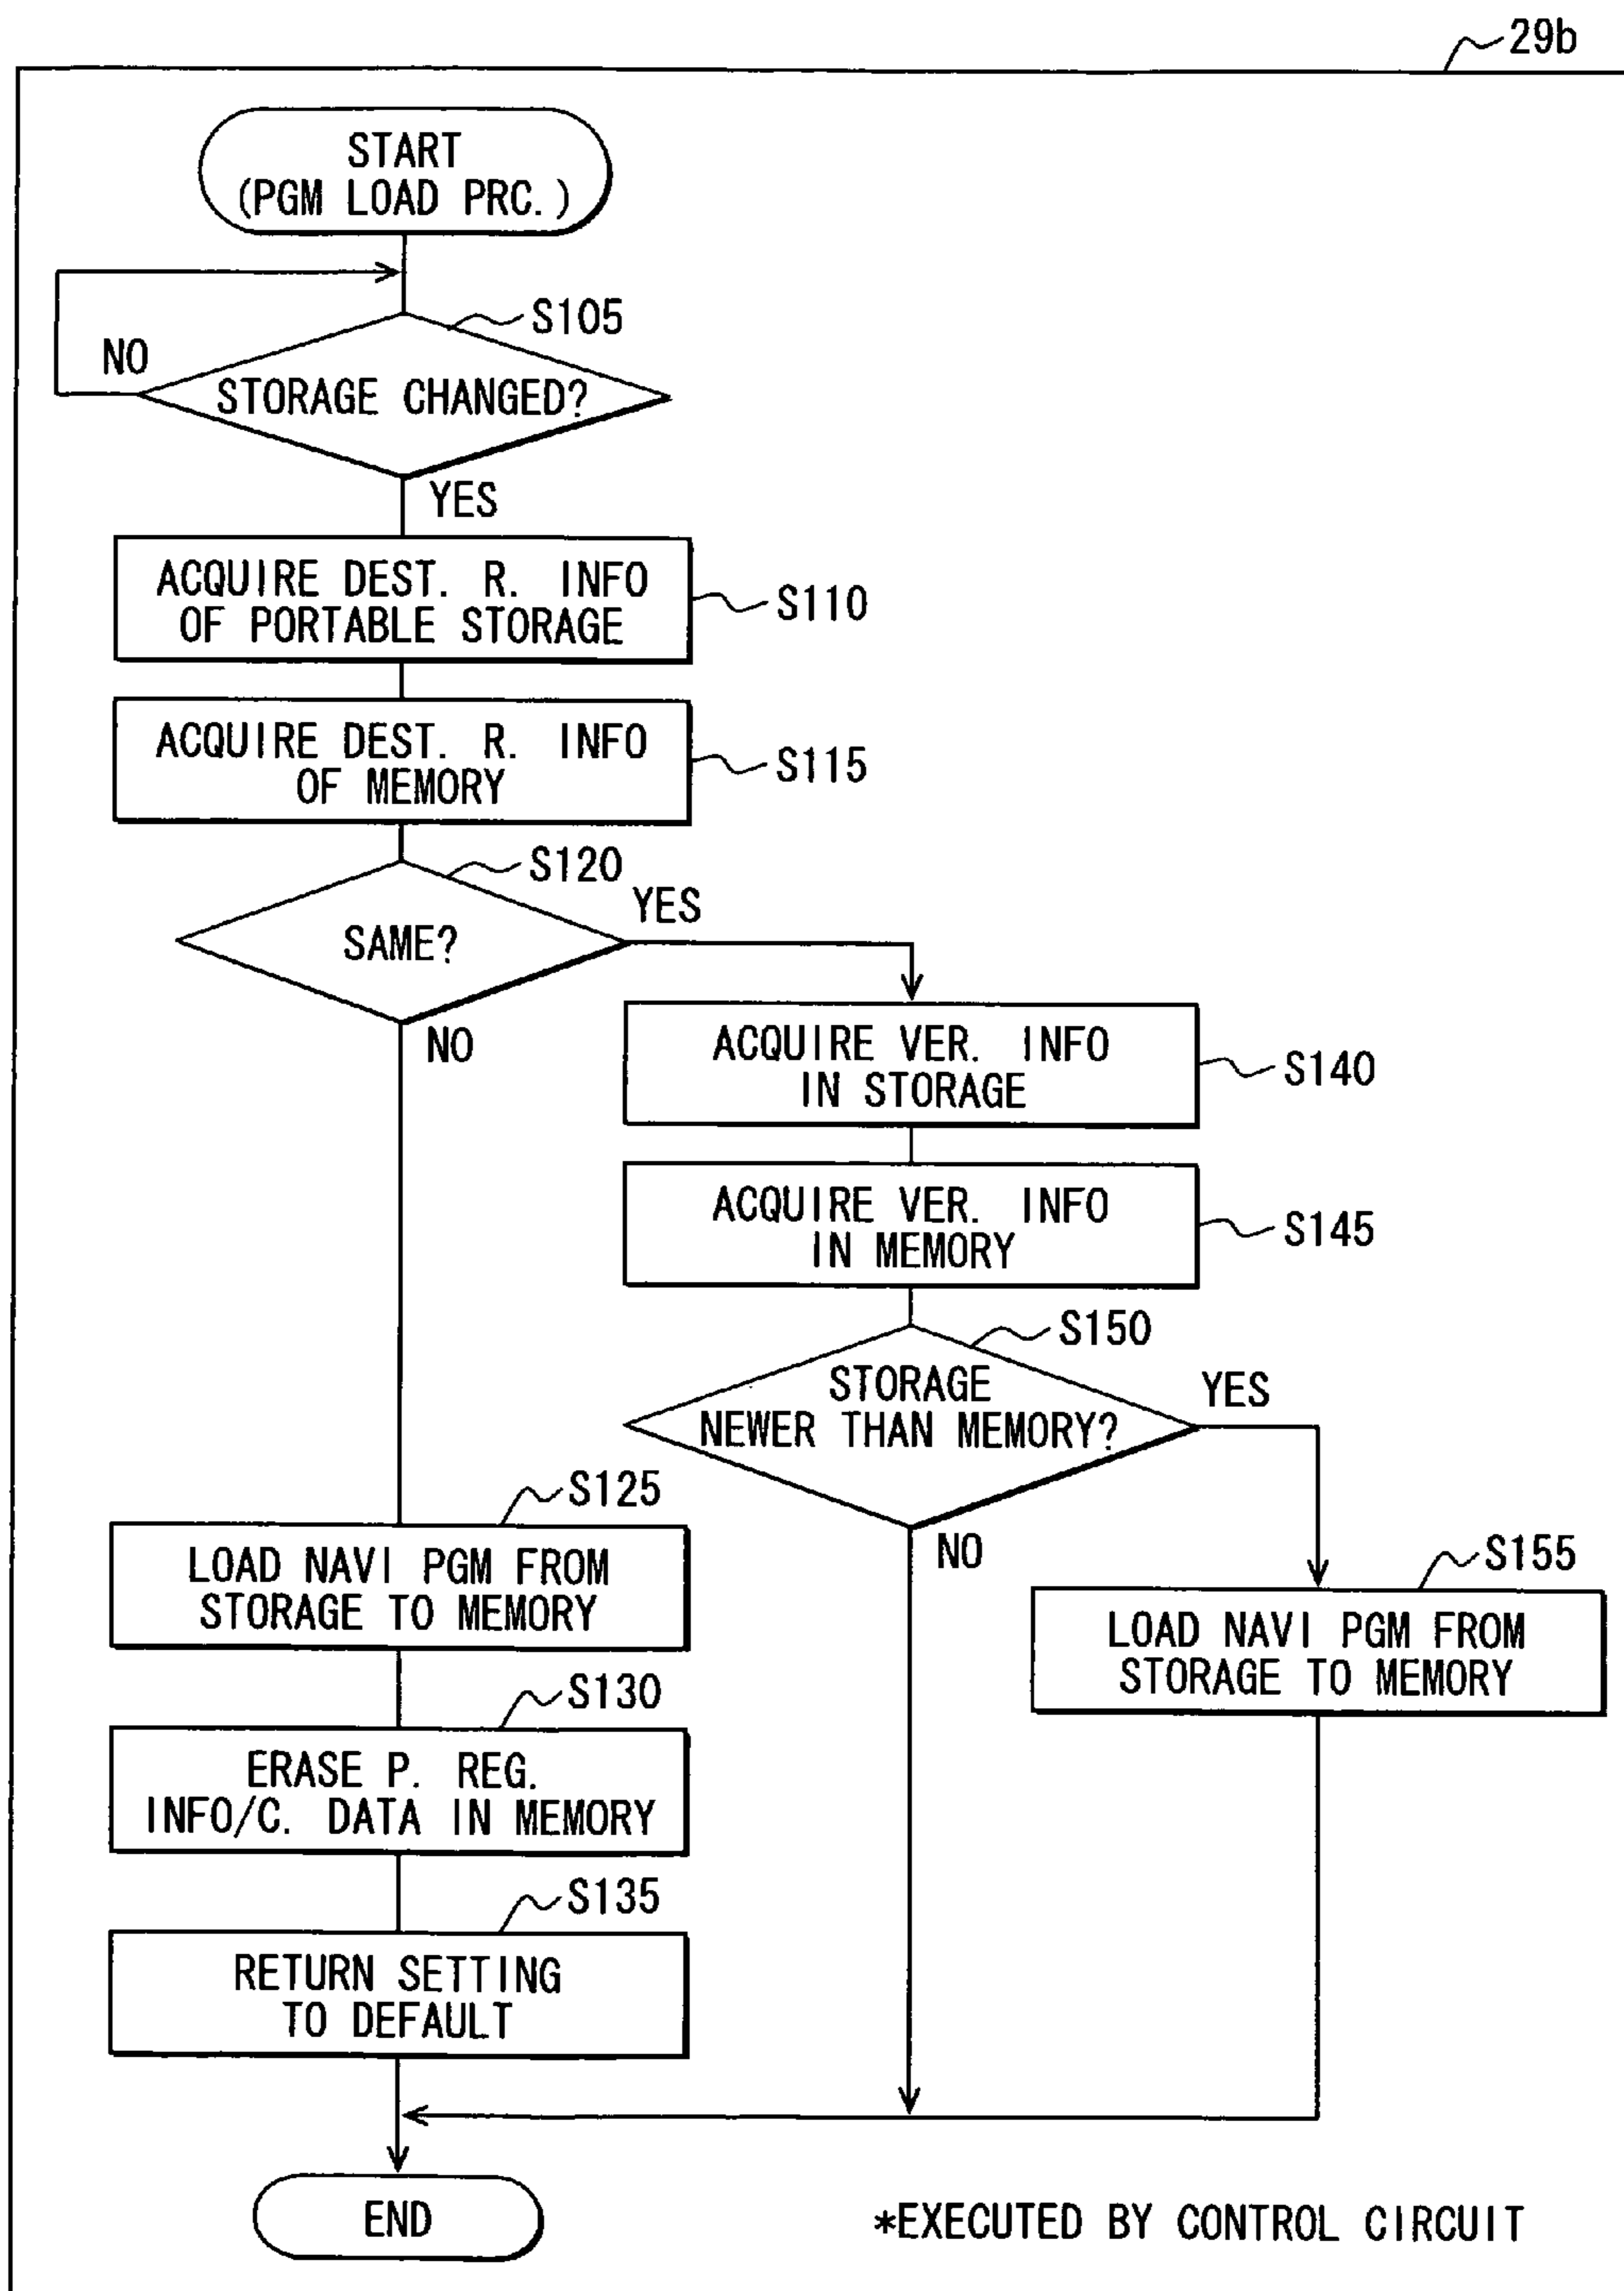 29b
START
(PGM LOAD PRC.)
S105
NO
STORAGE CHANGED?
YES
ACQUIRE DEST. R. INFO
OF PORTABLE STORAGE
S110
ACQUIRE DEST. R. INFO
OF MEMORY
S115
S120
YES
SAME?
NO
ACQUIRE VER. INFO
IN STORAGE
S140
ACQUIRE VER. INFO
IN MEMORY
S145
S150
STORAGE
NEWER THAN MEMORY?
YES
NO
S125
LOAD NAVI PGM FROM
STORAGE TO MEMORY
S155
LOAD NAVI PGM FROM
STORAGE TO MEMORY
S130
ERASE P. REG.
INFO/C. DATA IN MEMORY
S135
RETURN SETTING
TO DEFAULT
END
*EXECUTED BY CONTROL CIRCUIT